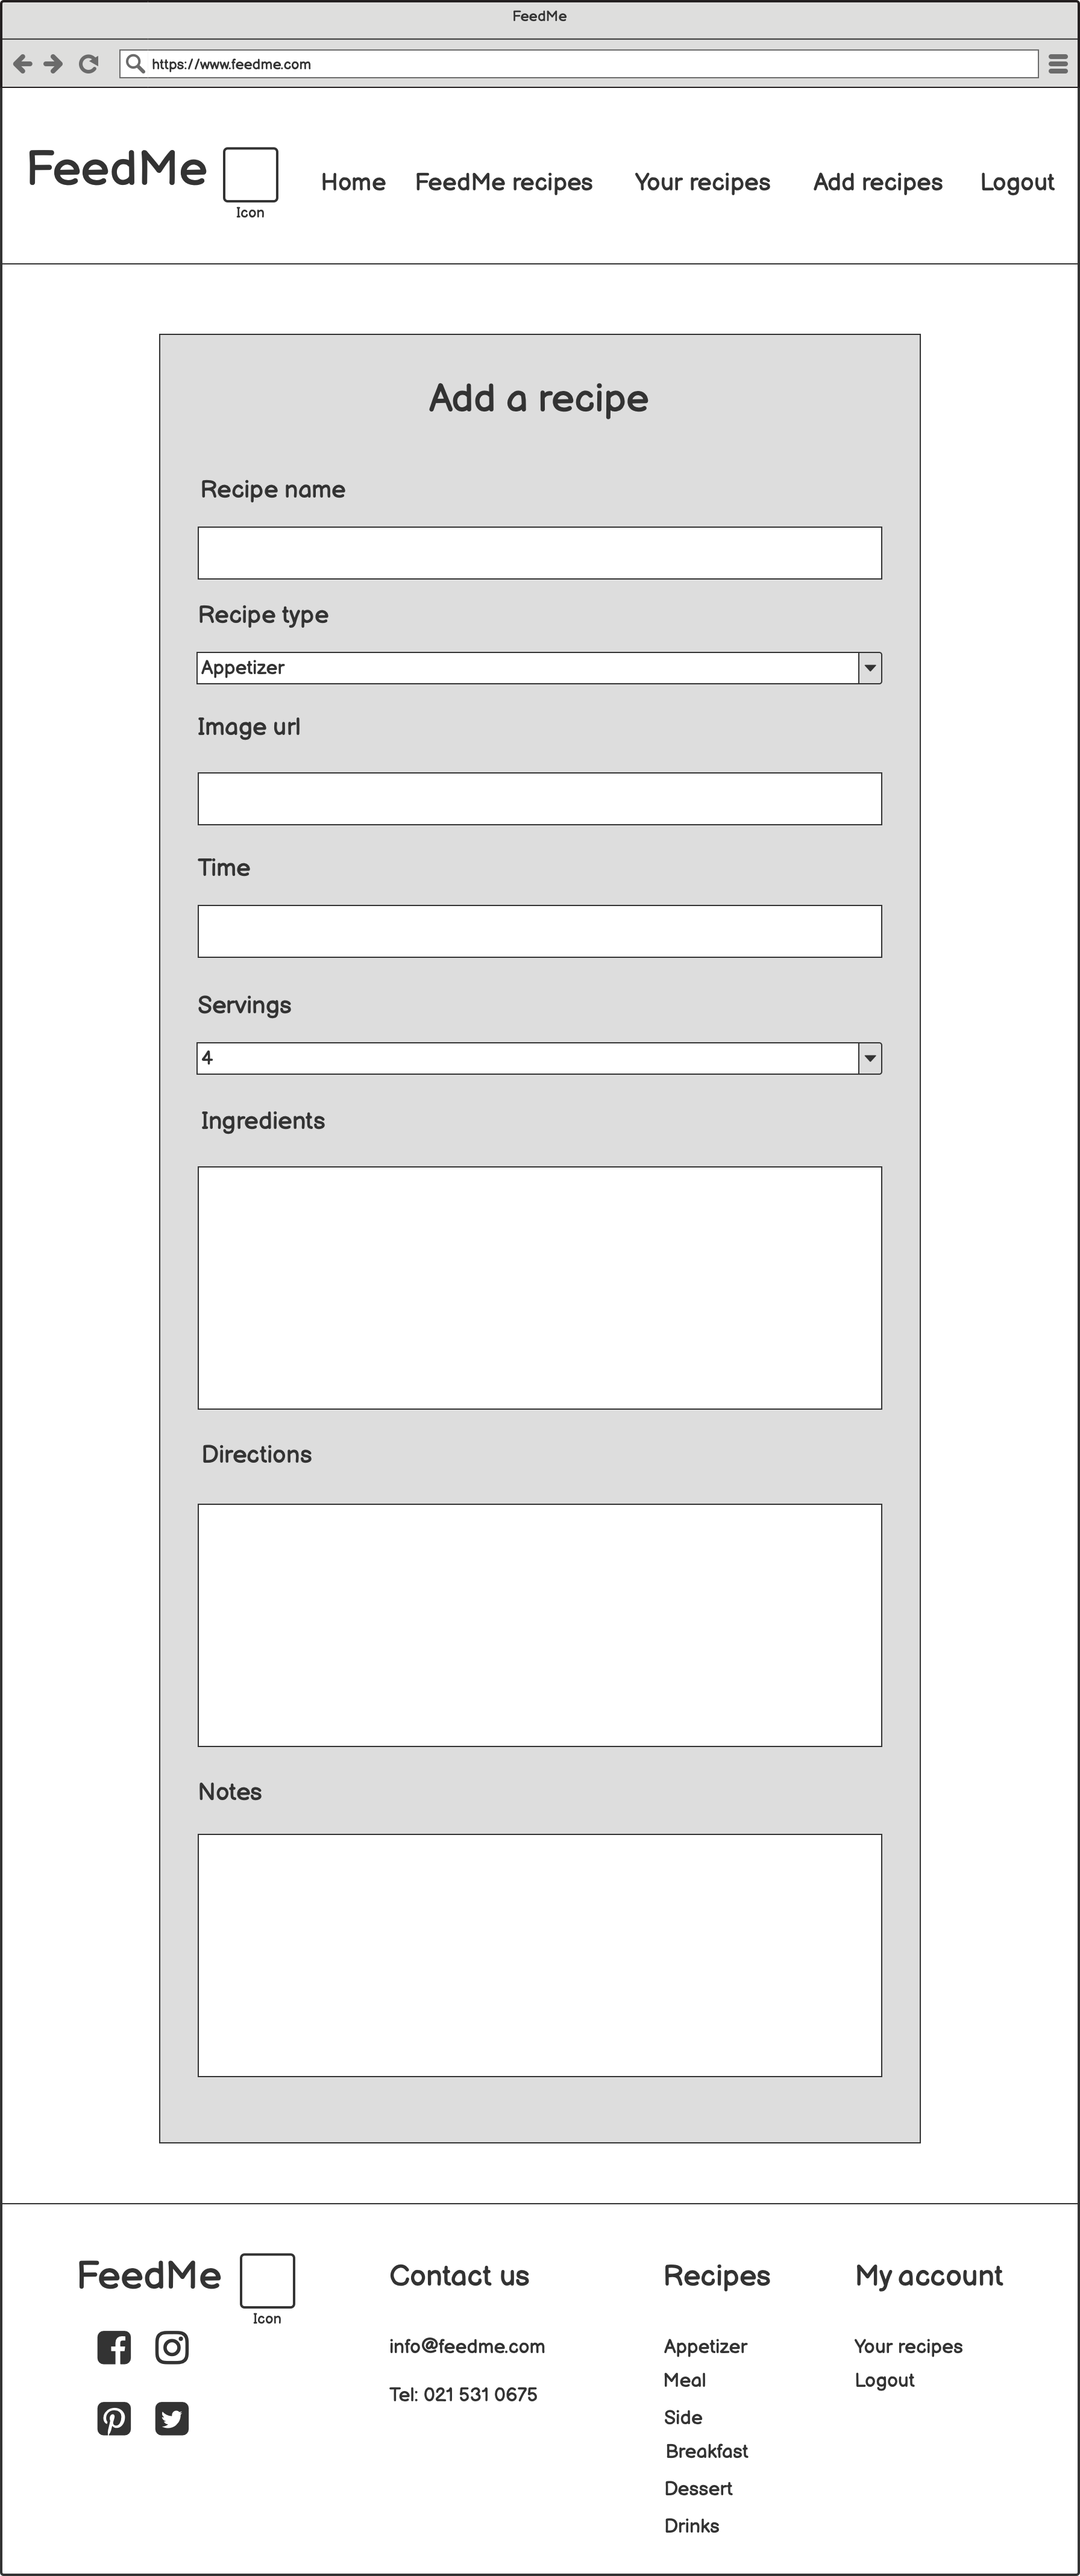 FeedMe
https://www.feedme.com
FeedMe
Icon
Home
FeedMe recipes
Your recipes
Add recipes
Logout
Add a recipe
Recipe name
Recipe type
Appetizer
Image url
Time
Servings
4
Ingredients
Directions
Notes
FeedMe
Icon
Contact us
info@feedme.com
Tel: 021 531 0675
Recipes
Appetizer
Meal
Side
Breakfast
Dessert
Drinks
My account
Your recipes
Logout